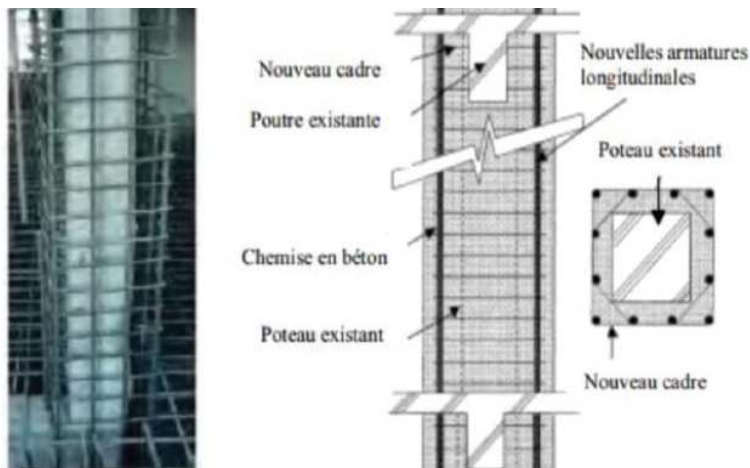 Nouveau cadre
Poutre existante
Nouvelles armatures
longitudinales
Poteau existant
Chemise en béton
Poteau existant
Nouveau cadre